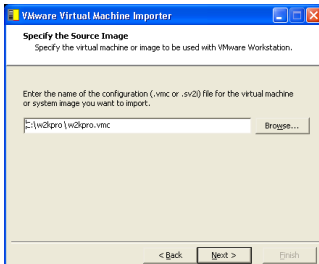 VMware Virtual Machine Importer
Specify the Source Image
Specify the virtual machine or image to be used with VMware Workstation.
Enter the name of the configuration (.vmc or .sv2i) file for the virtual machine
or system image you want to import.
E:\w2kpro\w2kpro.vmc
Browse...
< Back
Next >
Finish